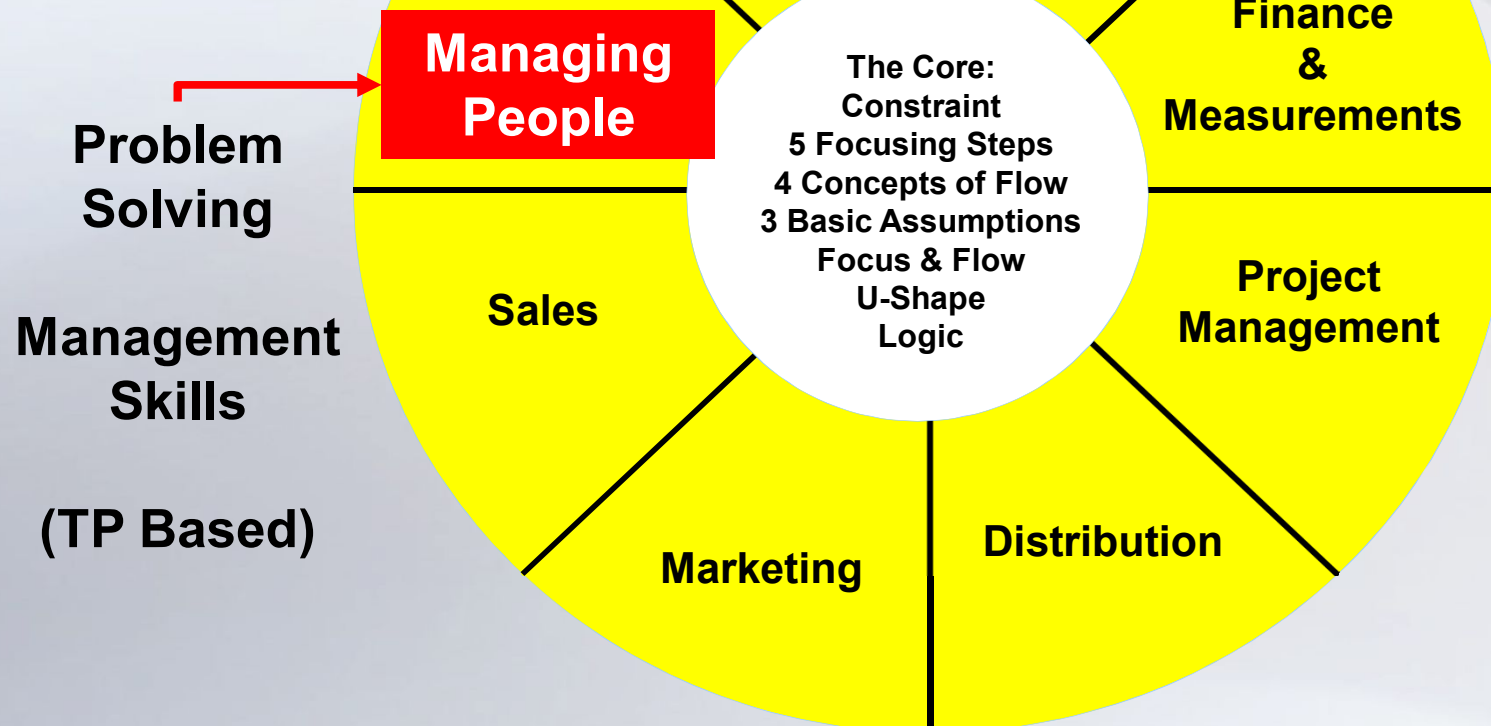 Managing
People
Problem
Solving
Management
Skills
(TP Based)
The Core:
Constraint
5 Focusing Steps
4 Concepts of Flow
3 Basic Assumptions
Focus & Flow
U-Shape
Logic
Finance
&
Measurements
Sales
Project
Management
Marketing
Distribution